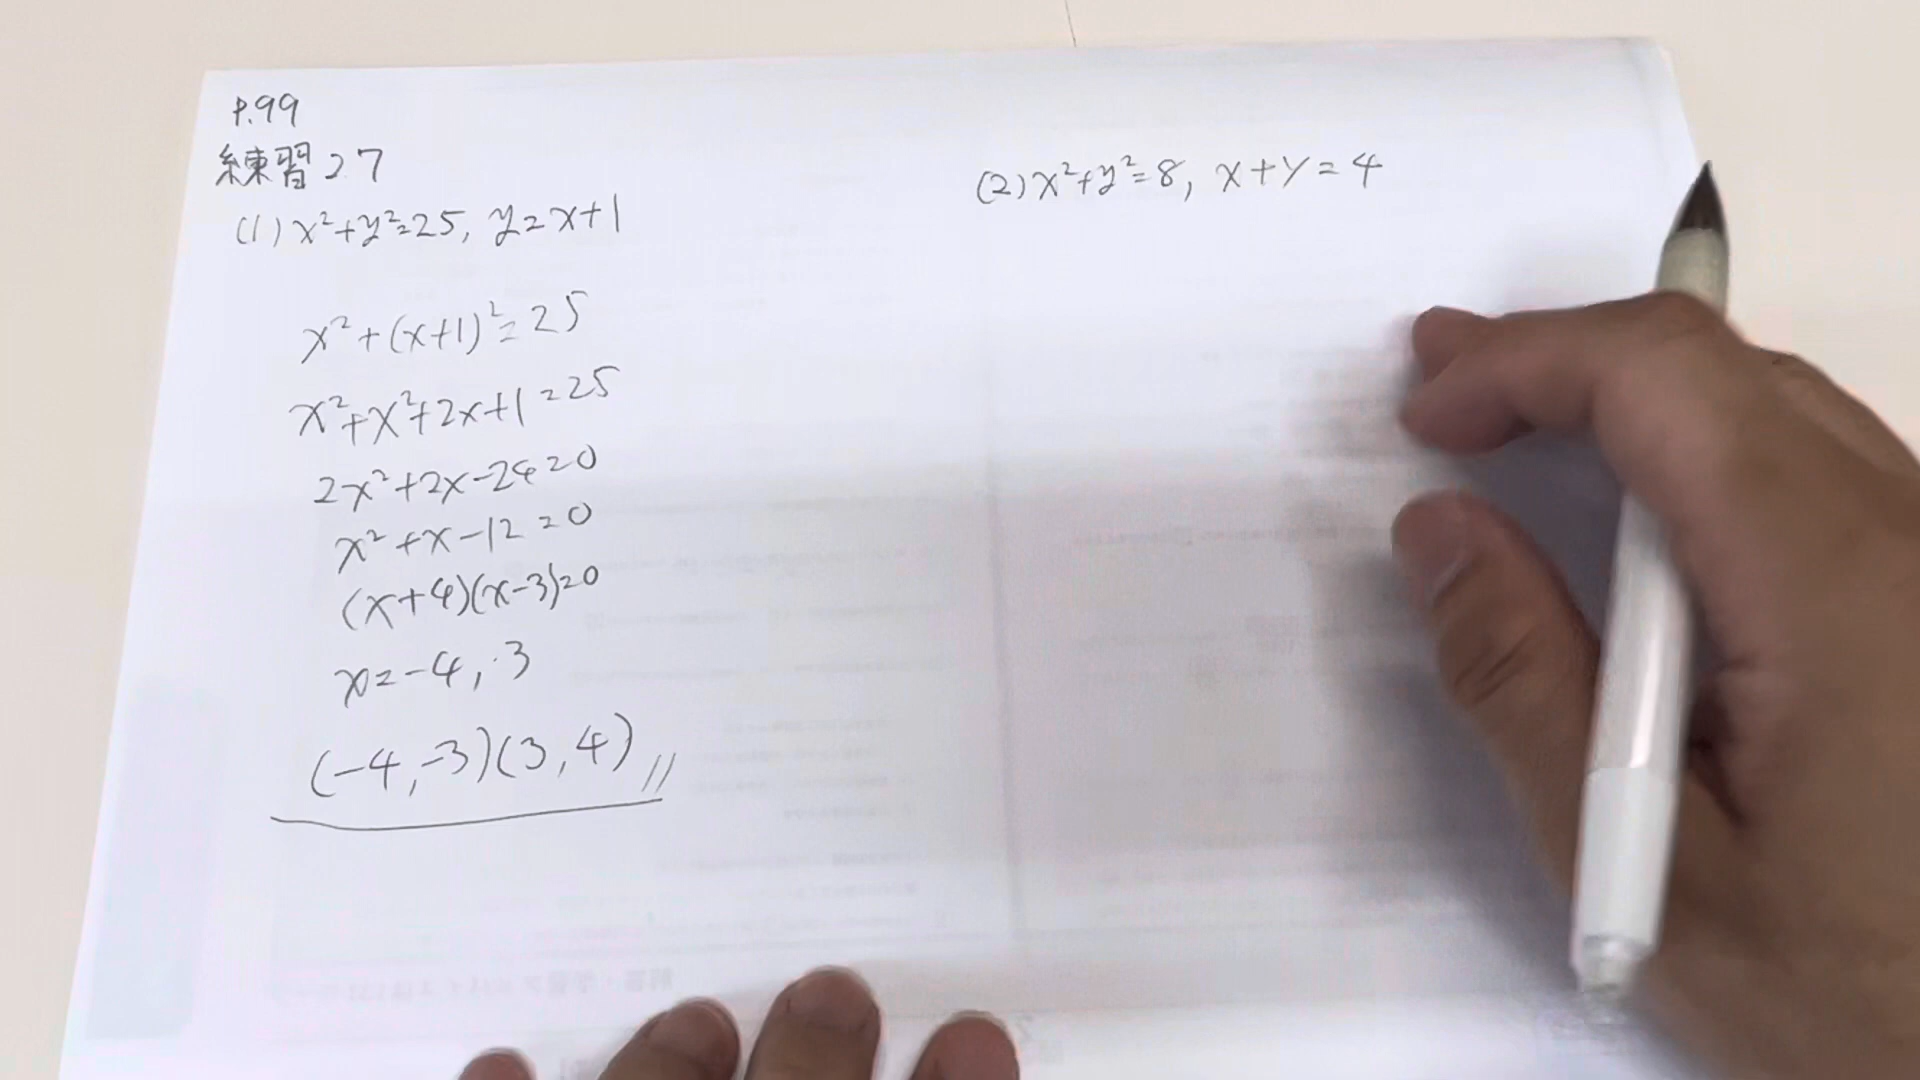 P.99
練習27
(1) x²+y²=25, y=x+1
x²+(x+1)²=25
x²+x²+2x+1=25
2x²+2x-24=0
x²+x-12=0
(x+4)(x-3)=0
x=-4, 3
(-4,-3)(3,4)//
(2) x²+y²=8, x+y=4